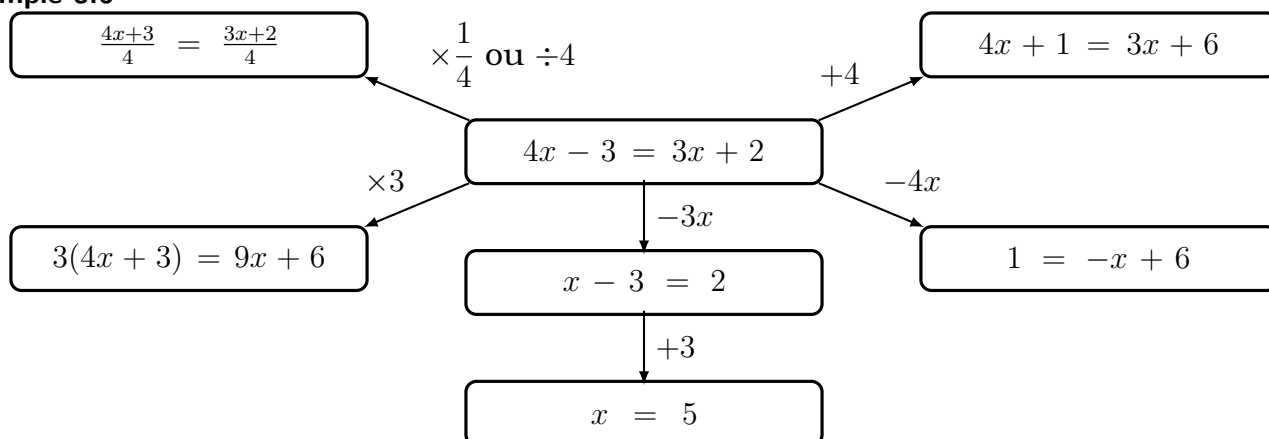 4x+3/4 = 3x+2/4
×1/4 ou ÷4
+4
4x + 1 = 3x + 6
4x − 3 = 3x + 2
×3
−3x
−4x
3(4x + 3) = 9x + 6
x − 3 = 2
1 = −x + 6
+3
x = 5